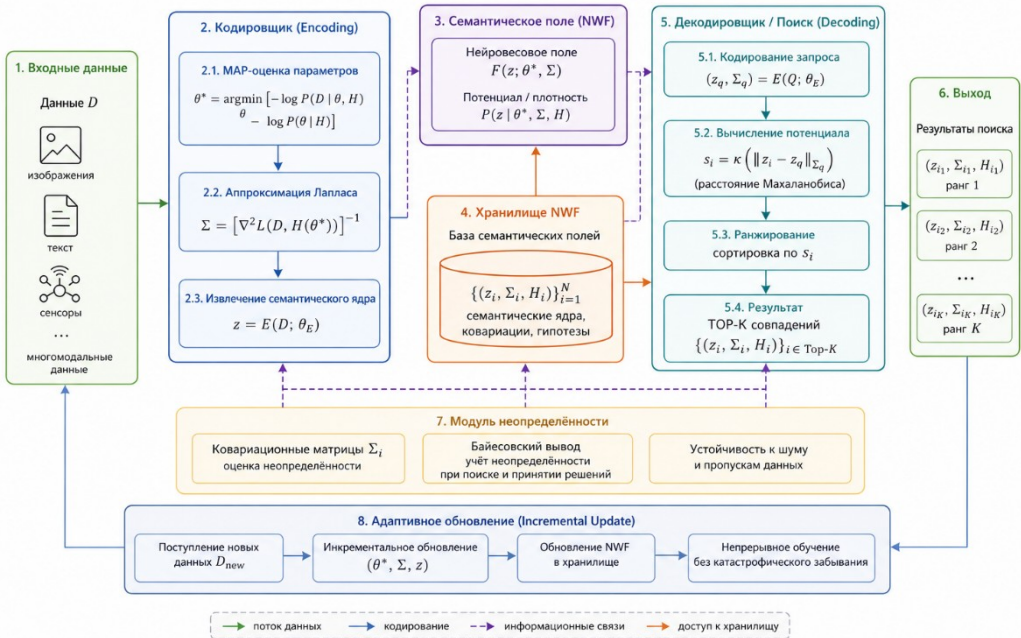 1. Входные данные
Данные D
изображения
текст
сенсоры
...
многомодальные
данные
2. Кодировщик (Encoding)
2.1. MAP-оценка параметров
θ* = argmin [− log P(D | θ, H)
θ − log P(θ | H)]
2.2. Аппроксимация Лапласа
Σ = [∇²L(D, H(θ*))]⁻¹
2.3. Извлечение семантического ядра
z = E(D; θ_E)
3. Семантическое поле (NWF)
Нейровесовое поле
F(z; θ*, Σ)
Потенциал / плотность
P(z | θ*, Σ, H)
4. Хранилище NWF
База семантических полей
{(z_i, Σ_i, H_i)}_{i=1}^N
семантические ядра,
ковариации, гипотезы
5. Декодировщик / Поиск (Decoding)
5.1. Кодирование запроса
(z_q, Σ_q) = E(Q; θ_E)
5.2. Вычисление потенциала
s_i = κ(‖z_i − z_q‖_{Σ_q})
(расстояние Махаланобиса)
5.3. Ранжирование
сортировка по s_i
5.4. Результат
TOP-K совпадений
{(z_i, Σ_i, H_i)}_{i ∈ Top-K}
6. Выход
Результаты поиска
(z_{i_1}, Σ_{i_1}, H_{i_1})
ранг 1
(z_{i_2}, Σ_{i_2}, H_{i_2})
ранг 2
...
(z_{i_K}, Σ_{i_K}, H_{i_K})
ранг K
7. Модуль неопределённости
Ковариационные матрицы Σ_i
оценка неопределённости
Байесовский вывод
учёт неопределённости
при поиске и принятии решений
Устойчивость к шуму
и пропускам данных
8. Адаптивное обновление (Incremental Update)
Поступление новых
данных D_new
Инкрементальное обновление
(θ*, Σ, z)
Обновление NWF
в хранилище
Непрерывное обучение
без катастрофического забывания
поток данных
кодирование
информационные связи
доступ к хранилищу